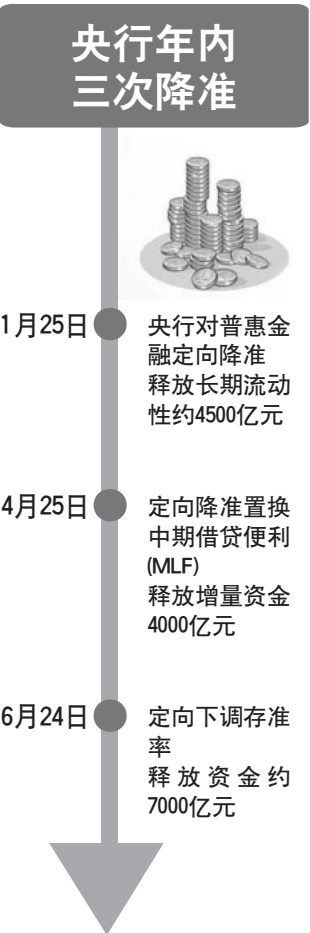 央行年内
三次降准
1月25日
央行对普惠金
融定向降准
释放长期流动
性约4500亿元
4月25日
定向降准置换
中期借贷便利
(MLF)
释放增量资金
4000亿元
6月24日
定向下调存准
率
释放资金约
7000亿元